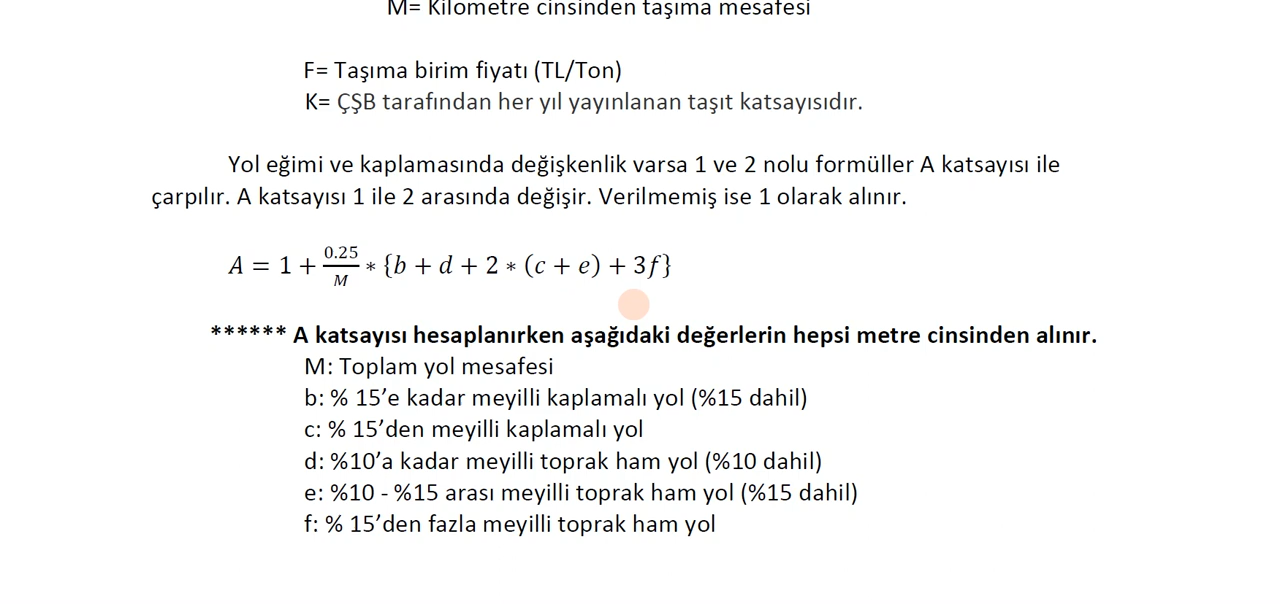 M= Kilometre cinsinden taşıma mesafesi
F= Taşıma birim fiyatı (TL/Ton)
K= ÇŞB tarafından her yıl yayınlanan taşıt katsayısıdır.
Yol eğimi ve kaplamasında değişkenlik varsa 1 ve 2 nolu formüller A katsayısı ile
çarpılır. A katsayısı 1 ile 2 arasında değişir. Verilmemiş ise 1 olarak alınır.
A = 1 + 0.25/M * {b + d + 2 * (c + e) + 3f}
****** A katsayısı hesaplanırken aşağıdaki değerlerin hepsi metre cinsinden alınır.
M: Toplam yol mesafesi
b: % 15’e kadar meyilli kaplamalı yol (%15 dahil)
c: % 15’den meyilli kaplamalı yol
d: %10’a kadar meyilli toprak ham yol (%10 dahil)
e: %10 - %15 arası meyilli toprak ham yol (%15 dahil)
f: % 15’den fazla meyilli toprak ham yol